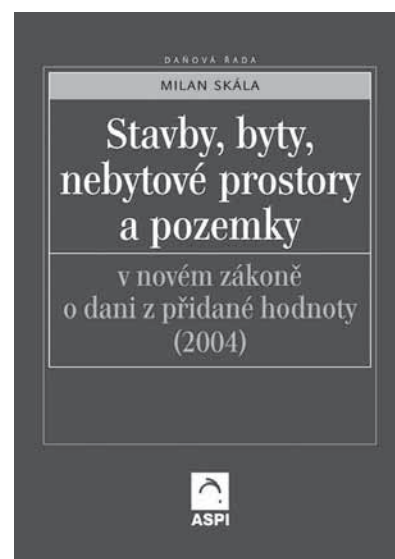 DAŇOVÁ ŘADA
MILAN SKÁLA
Stavby, byty,
nebytové prostory
a pozemky
v novém zákoně
o dani z přidané hodnoty
(2004)
ASPI